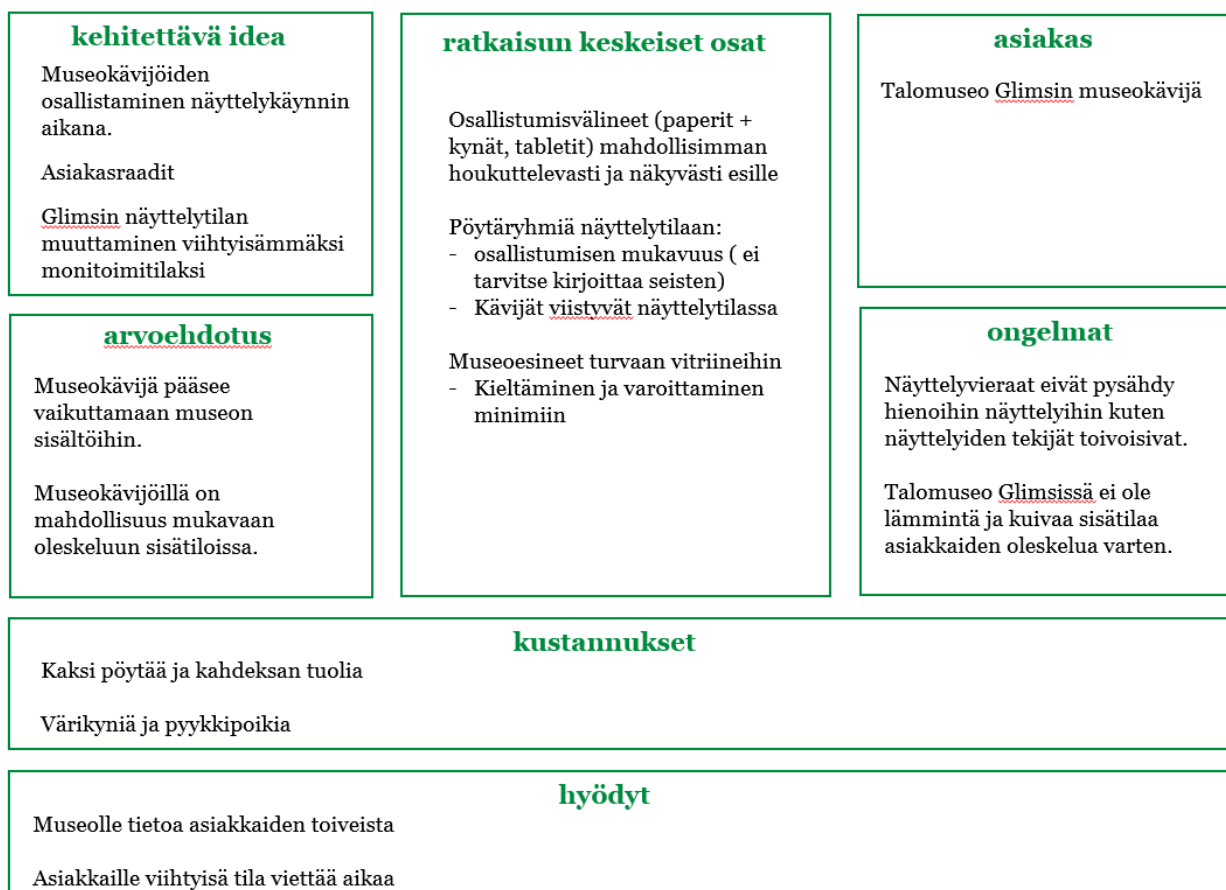 kehitettävä idea
Museokävijöiden
osallistaminen näyttelykäynnin
aikana.
Asiakasraadit
Glimsin näyttelytilan
muuttaminen viihtyisämmäksi
monitoimitilaksi
ratkaisun keskeiset osat
Osallistumisvälineet (paperit +
kynät, tabletit) mahdollisimman
houkuttelevasti ja näkyvästi esille
Pöytäryhmiä näyttelytilaan:
- osallistumisen mukavuus ( ei
tarvitse kirjoittaa seisten)
- Kävijät viistyvät näyttelytilassa
Museoesineet turvaan vitriineihin
- Kieltäminen ja varoittaminen
minimiin
asiakas
Talomuseo Glimsin museokävijä
arvoehdotus
Museokävijä pääsee
vaikuttamaan museon
sisältöihin.
Museokävijöillä on
mahdollisuus mukavaan
oleskeluun sisätiloissa.
ongelmat
Näyttelyvieraat eivät pysähdy
hienoihin näyttelyihin kuten
näyttelyiden tekijät toivoisivat.
Talomuseo Glimsissä ei ole
lämmintä ja kuivaa sisätilaa
asiakkaiden oleskelua varten.
kustannukset
Kaksi pöytää ja kahdeksan tuolia
Värikyniä ja pyykkipoikia
hyödyt
Museolle tietoa asiakkaiden toiveista
Asiakkaille viihtyisä tila viettää aikaa